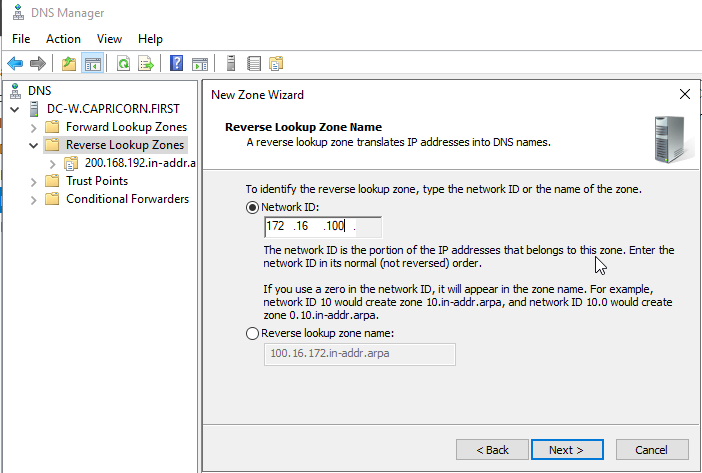 DNS Manager
File Action View Help
DNS
DC-W.CAPRICORN.FIRST
Forward Lookup Zones
Reverse Lookup Zones
200.168.192.in-addr.a
Trust Points
Conditional Forwarders
New Zone Wizard
Reverse Lookup Zone Name
A reverse lookup zone translates IP addresses into DNS names.
To identify the reverse lookup zone, type the network ID or the name of the zone.
Network ID:
172 .16 .100 .
The network ID is the portion of the IP addresses that belongs to this zone. Enter the
network ID in its normal (not reversed) order.
If you use a zero in the network ID, it will appear in the zone name. For example,
network ID 10 would create zone 10.in-addr.arpa, and network ID 10.0 would create
zone 0.10.in-addr.arpa.
Reverse lookup zone name:
100.16.172.in-addr.arpa
< Back Next > Cancel